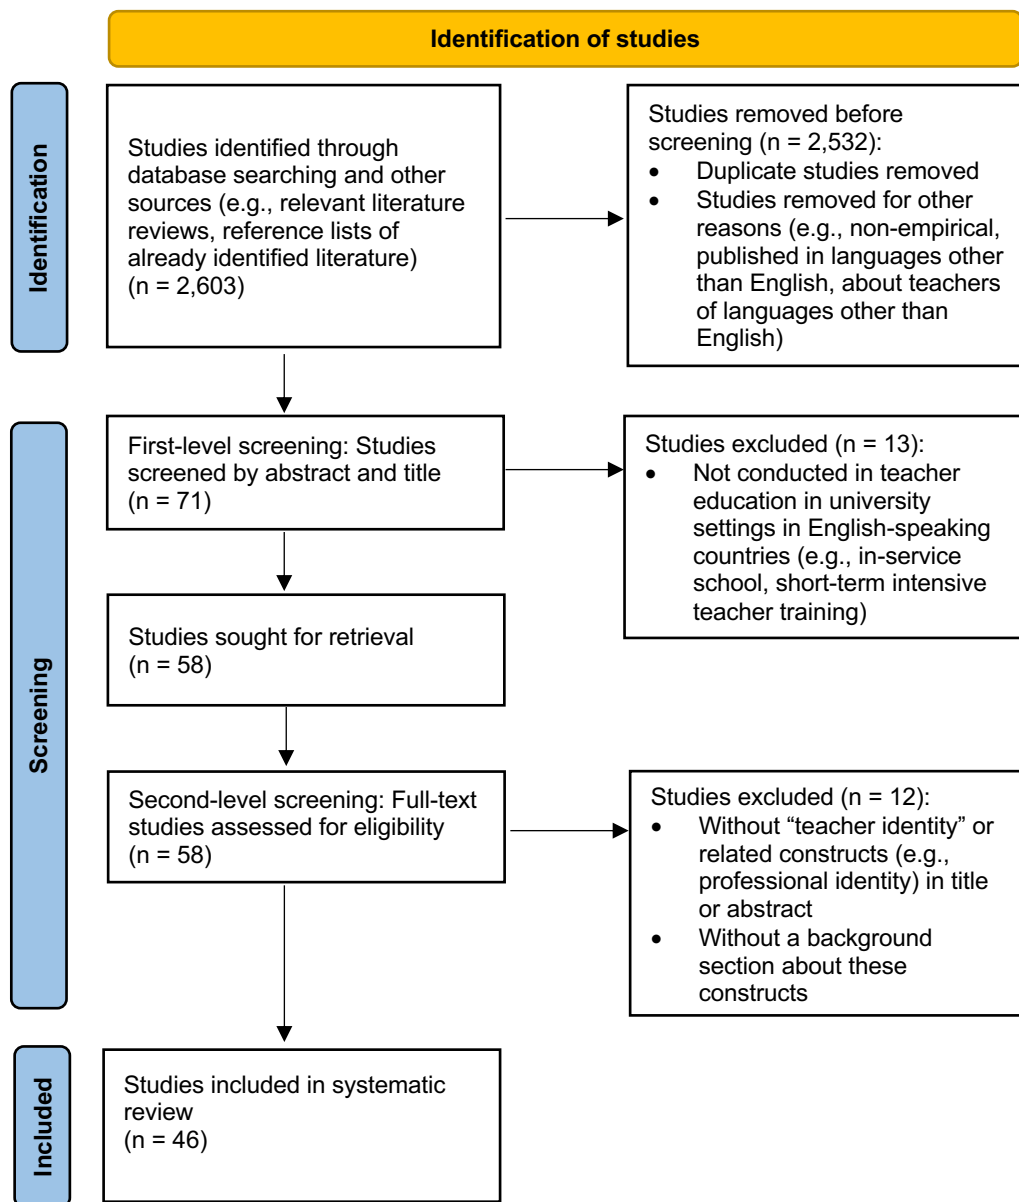 Identification of studies
Identification
Studies identified through
database searching and other
sources (e.g., relevant literature
reviews, reference lists of
already identified literature)
(n = 2,603)
Studies removed before
screening (n = 2,532):
• Duplicate studies removed
• Studies removed for other
reasons (e.g., non-empirical,
published in languages other
than English, about teachers
of languages other than
English)
Screening
First-level screening: Studies
screened by abstract and title
(n = 71)
Studies excluded (n = 13):
• Not conducted in teacher
education in university
settings in English-speaking
countries (e.g., in-service
school, short-term intensive
teacher training)
Studies sought for retrieval
(n = 58)
Second-level screening: Full-text
studies assessed for eligibility
(n = 58)
Studies excluded (n = 12):
• Without “teacher identity” or
related constructs (e.g.,
professional identity) in title
or abstract
• Without a background
section about these
constructs
Included
Studies included in systematic
review
(n = 46)